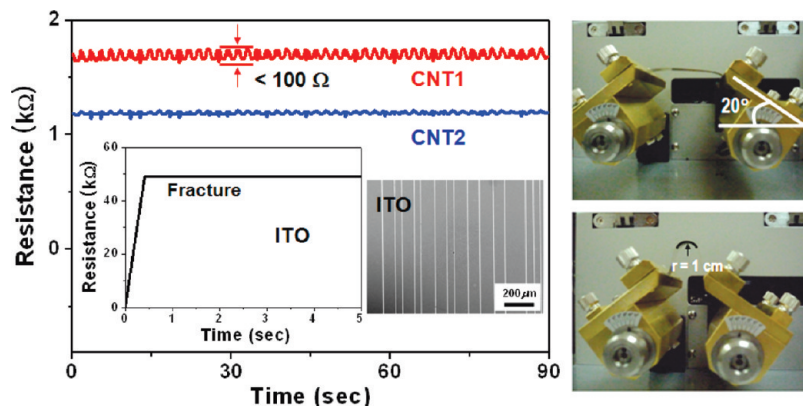 2
1
0
Resistance (kΩ)
CNT1
< 100 Ω
CNT2
60
40
20
0
Resistance (kΩ)
Fracture
ITO
0 1 2 3 4 5
Time (sec)
ITO
200μm
0 30 60 90
Time (sec)
20°
r = 1 cm